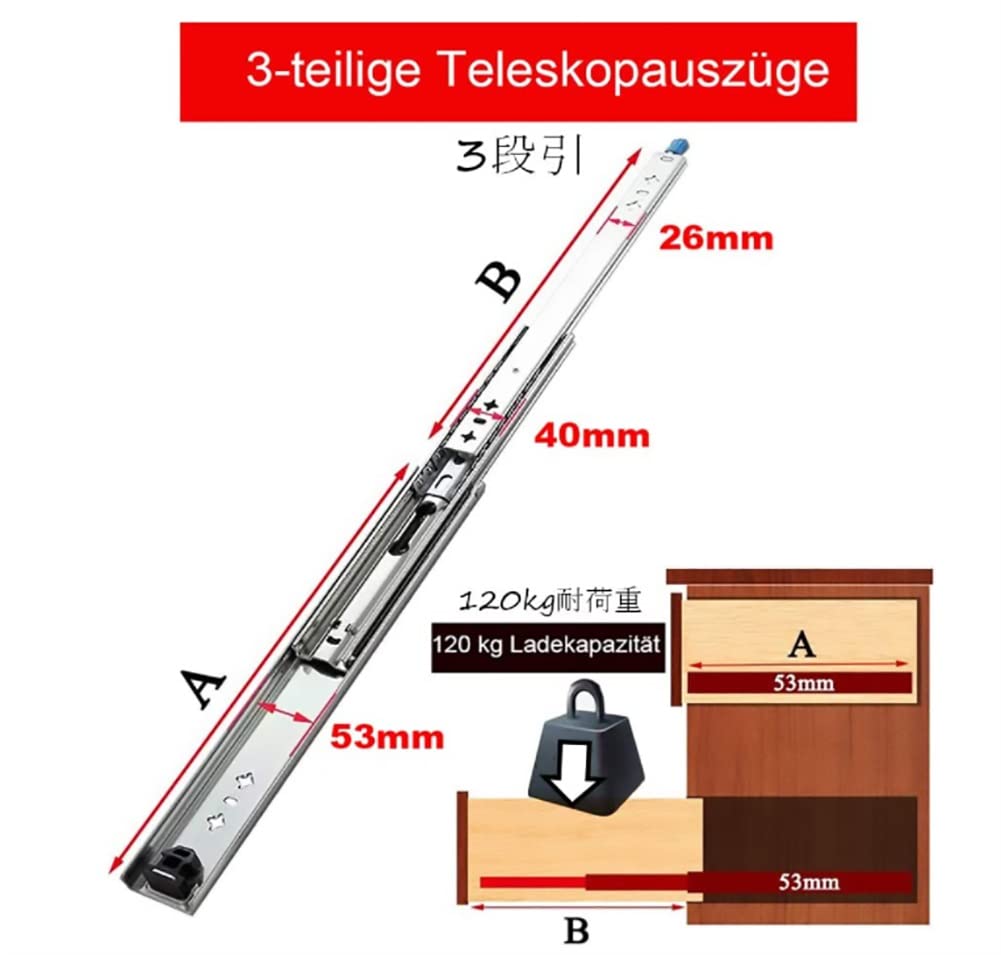 3-teilige Teleskopauszüge
3段引
26mm
B
40mm
A
53mm
120kg耐荷重
120 kg Ladekapazität
A
53mm
53mm
B